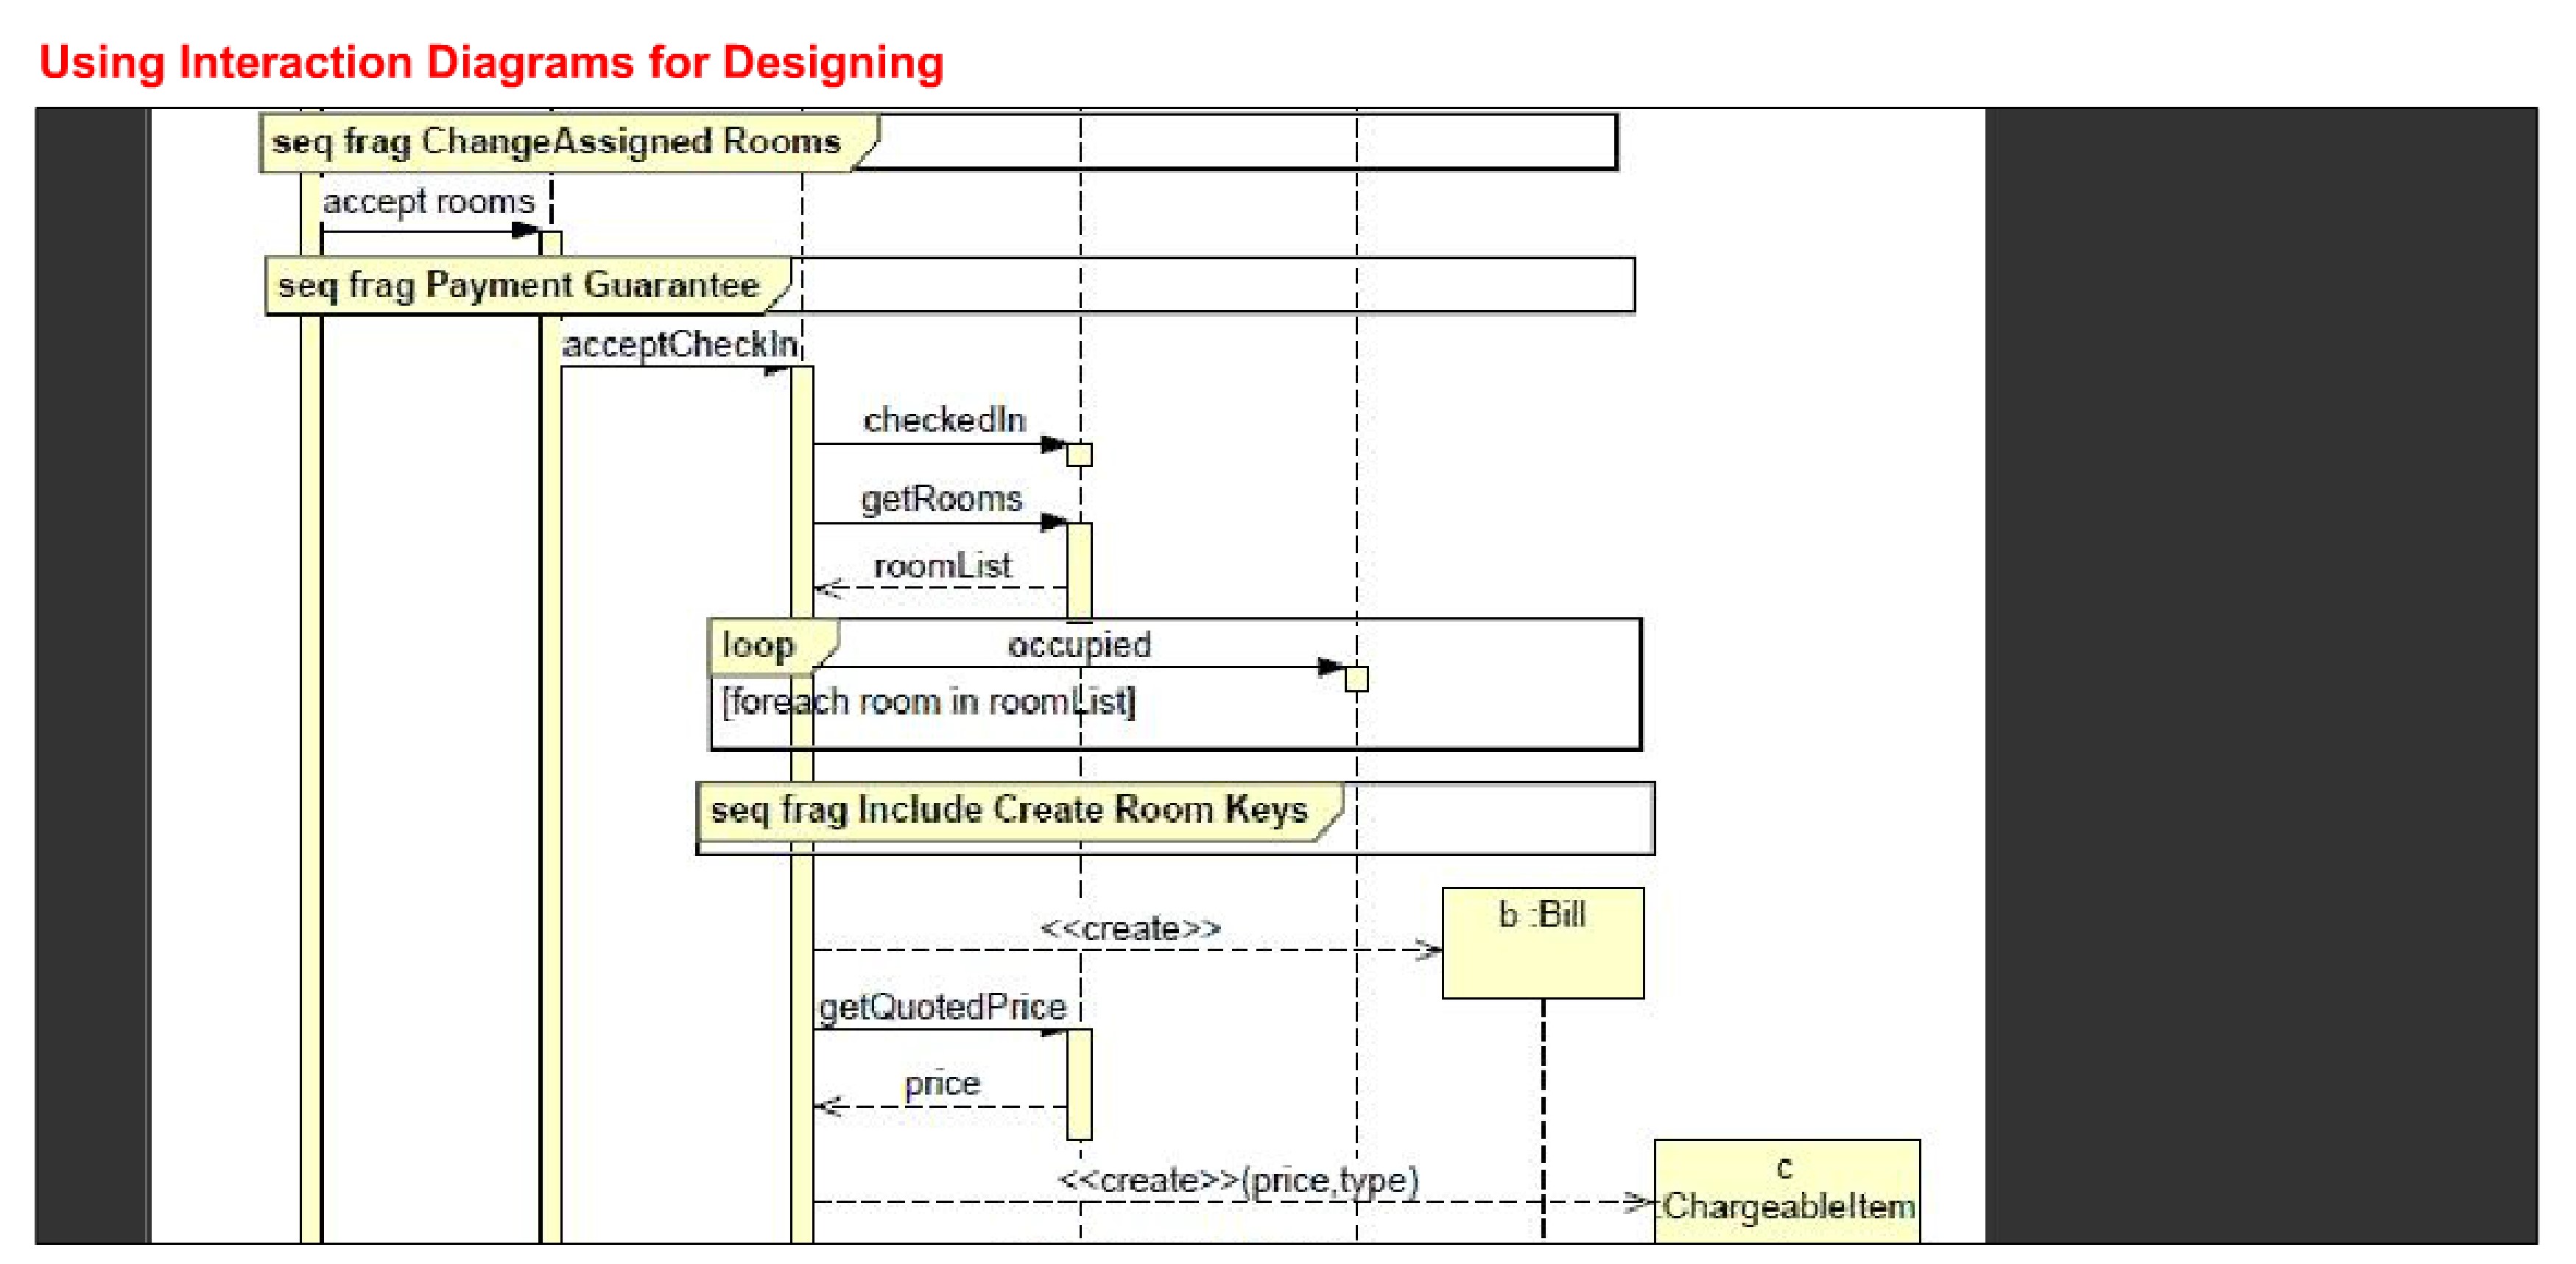 Using Interaction Diagrams for Designing
seq frag ChangeAssigned Rooms
accept rooms
seq frag Payment Guarantee
acceptCheckIn
checkedIn
getRooms
roomList
loop
occupied
[foreach room in roomList]
seq frag Include Create Room Keys
b :Bill
<<create>>
getQuotedPrice
price
<<create>>(price,type)
c
:ChargeableItem